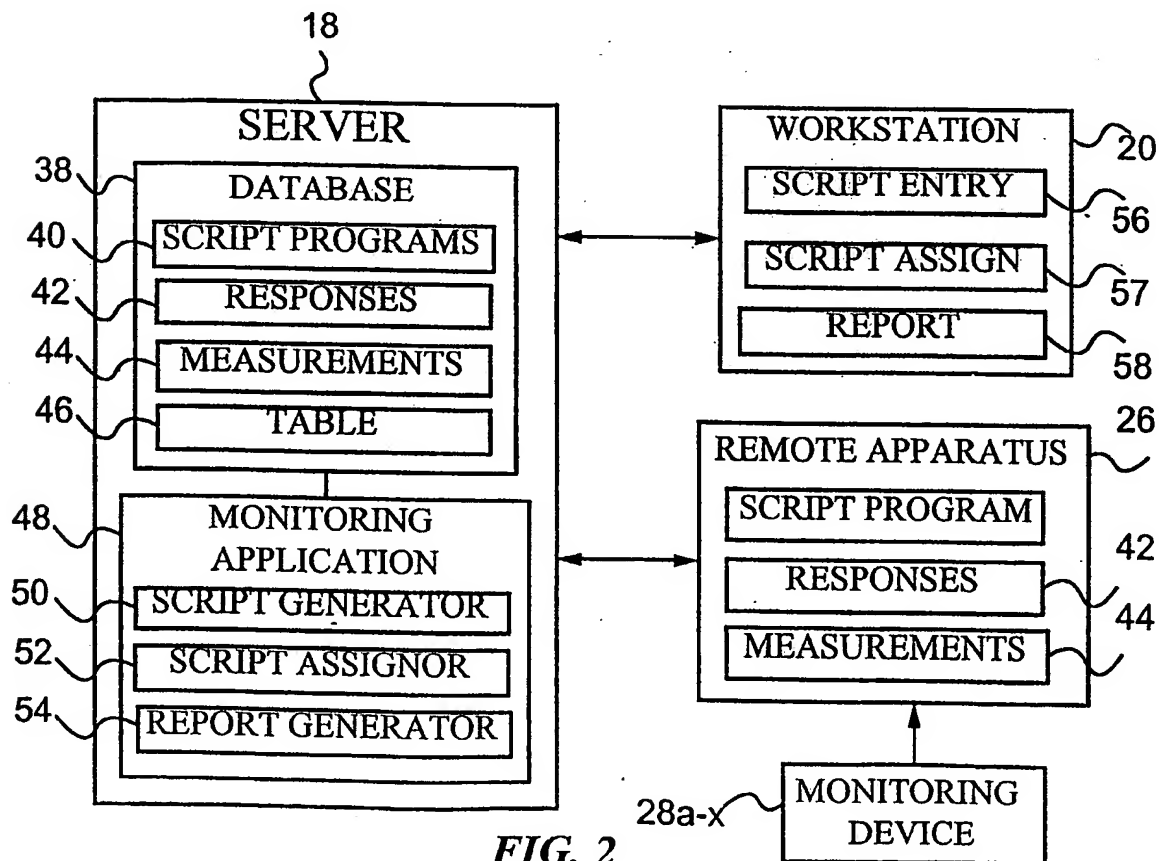 18
SERVER
38
DATABASE
40
SCRIPT PROGRAMS
42
RESPONSES
44
MEASUREMENTS
46
TABLE
48
MONITORING
APPLICATION
50
SCRIPT GENERATOR
52
SCRIPT ASSIGNOR
54
REPORT GENERATOR
WORKSTATION
20
SCRIPT ENTRY
56
SCRIPT ASSIGN
57
REPORT
58
26
REMOTE APPARATUS
SCRIPT PROGRAM
42
RESPONSES
44
MEASUREMENTS
28a-x
MONITORING
DEVICE
FIG. 2